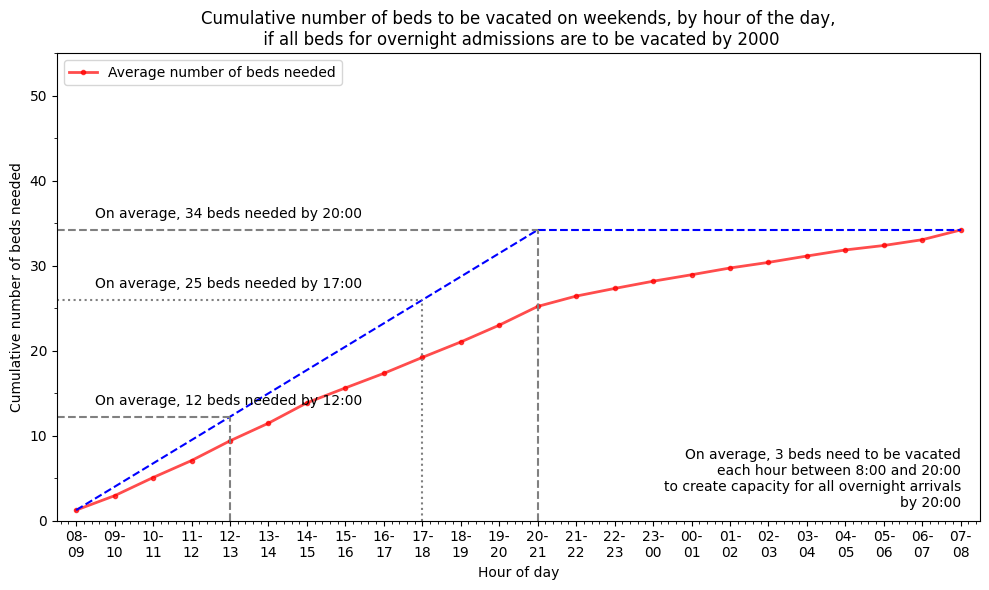 Cumulative number of beds to be vacated on weekends, by hour of the day,
if all beds for overnight admissions are to be vacated by 2000
Average number of beds needed
Cumulative number of beds needed
50
40
30
20
10
0
On average, 34 beds needed by 20:00
On average, 25 beds needed by 17:00
On average, 12 beds needed by 12:00
On average, 3 beds need to be vacated
each hour between 8:00 and 20:00
to create capacity for all overnight arrivals
by 20:00
08- 09- 10- 11- 12- 13- 14- 15- 16- 17- 18- 19- 20- 21- 22- 23- 00- 01- 02- 03- 04- 05- 06- 07-
09 10 11 12 13 14 15 16 17 18 19 20 21 22 23 00 01 02 03 04 05 06 07 08
Hour of day